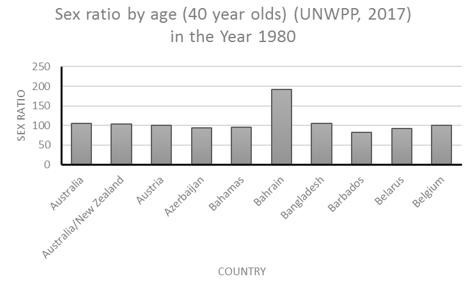 Sex ratio by age (40 year olds) (UNWPP, 2017)
in the Year 1980
250
200
150
100
50
0
SEX RATIO
Australia
Australia/New Zealand
Austria
Azerbaijan
Bahamas
Bahrain
Bangladesh
Barbados
Belarus
Belgium
COUNTRY